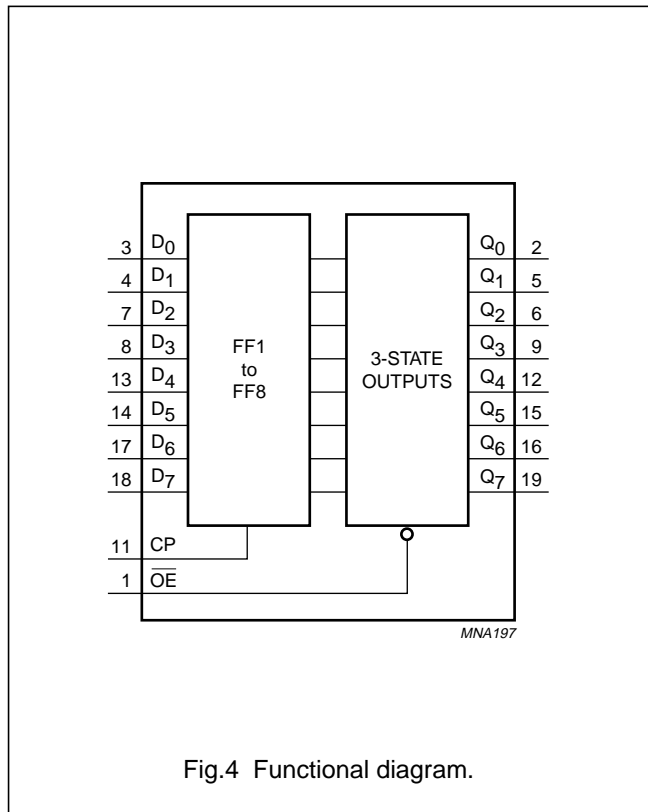 3 D0 Q0 2
4 D1 Q1 5
7 D2 Q2 6
8 D3 Q3 9
13 D4 Q4 12
14 D5 Q5 15
17 D6 Q6 16
18 D7 Q7 19
FF1
to
FF8
3-STATE
OUTPUTS
11 CP
1 O̅E̅
MNA197
Fig.4 Functional diagram.